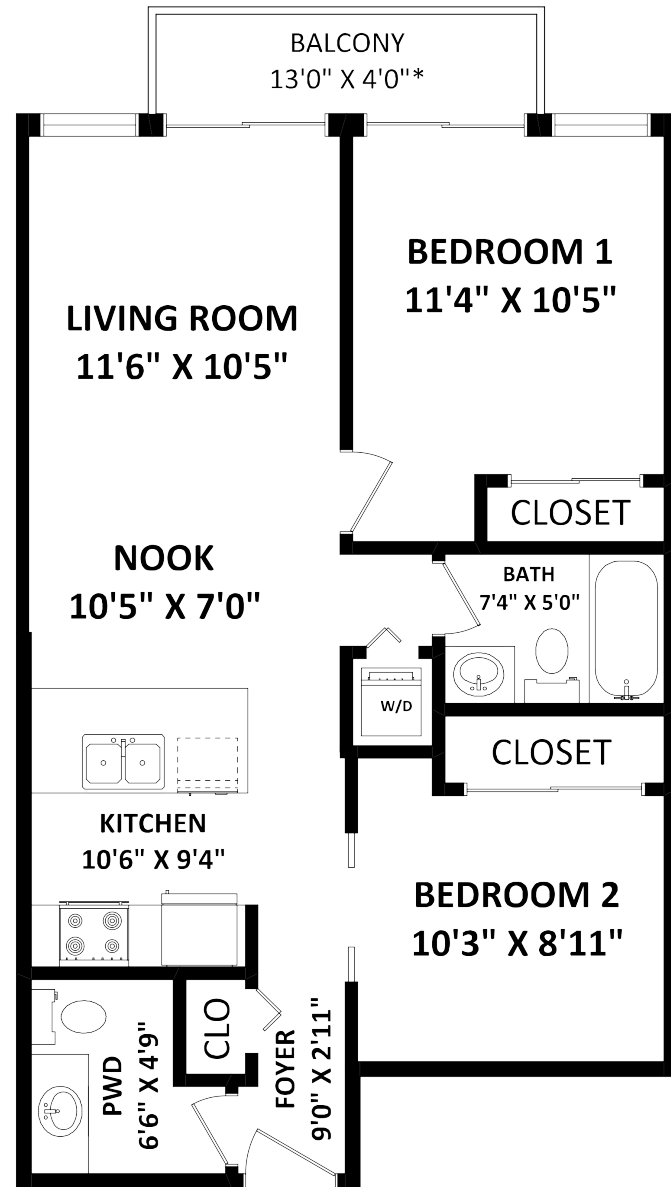 BALCONY
13'0" X 4'0"*
BEDROOM 1
11'4" X 10'5"
LIVING ROOM
11'6" X 10'5"
CLOSET
NOOK
10'5" X 7'0"
BATH
7'4" X 5'0"
W/D
CLOSET
KITCHEN
10'6" X 9'4"
BEDROOM 2
10'3" X 8'11"
CLO
FOYER
9'0" X 2'11"
PWD
6'6" X 4'9"